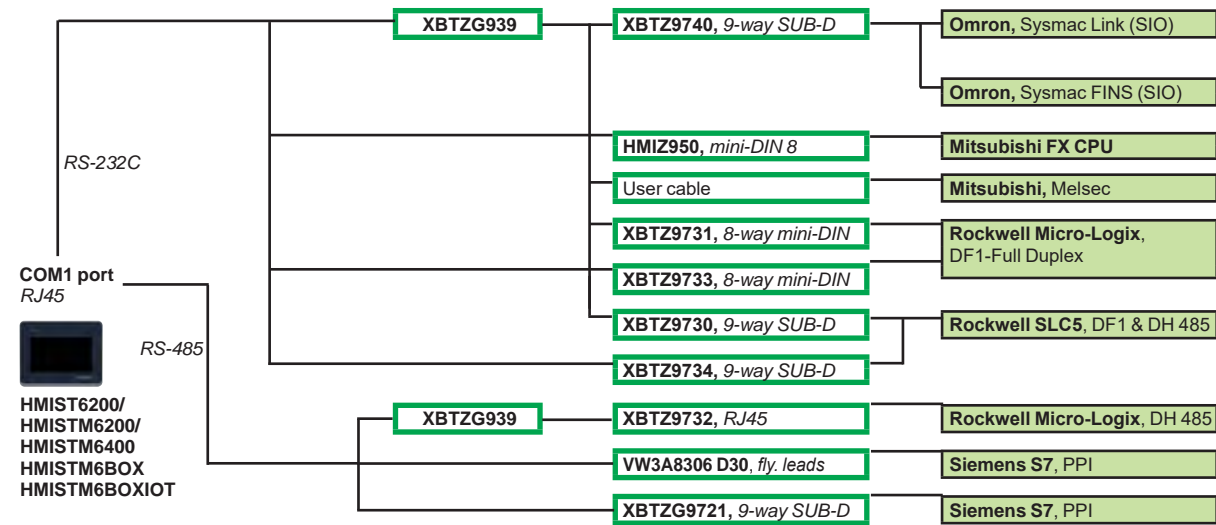 XBTZG939
XBTZ9740, 9-way SUB-D
Omron, Sysmac Link (SIO)
Omron, Sysmac FINS (SIO)
RS-232C
HMIZ950, mini-DIN 8
Mitsubishi FX CPU
User cable
Mitsubishi, Melsec
XBTZ9731, 8-way mini-DIN
Rockwell Micro-Logix,
DF1-Full Duplex
COM1 port
RJ45
XBTZ9733, 8-way mini-DIN
XBTZ9730, 9-way SUB-D
Rockwell SLC5, DF1 & DH 485
RS-485
XBTZ9734, 9-way SUB-D
HMIST6200/
HMISTM6200/
HMISTM6400
HMISTM6BOX
HMISTM6BOXIOT
XBTZG939
XBTZ9732, RJ45
Rockwell Micro-Logix, DH 485
VW3A8306 D30, fly. leads
Siemens S7, PPI
XBTZG9721, 9-way SUB-D
Siemens S7, PPI